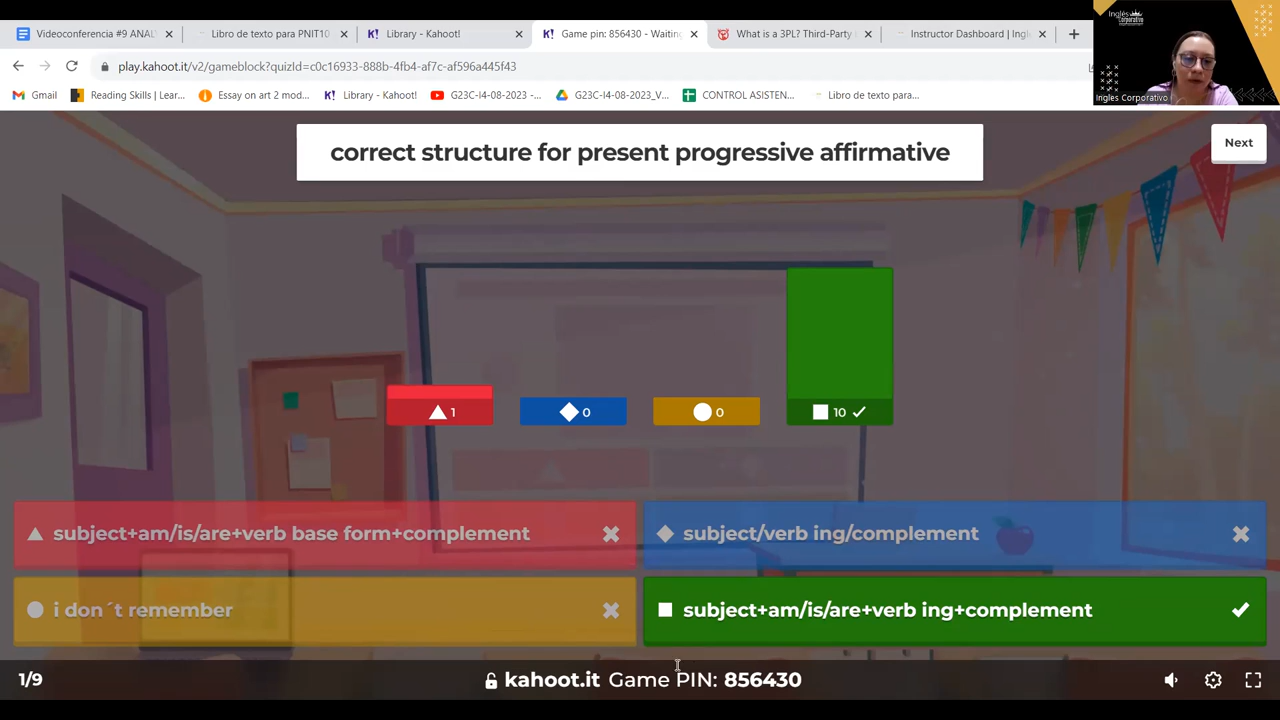 Videoconferencia #9 ANAL
Libro de texto para PNIT10
Library - Kahoot!
Game pin: 856430 - Waiting
What is a 3PL? Third-Party
Instructor Dashboard | Ingl
play.kahoot.it/v2/gameblock?quizId=c0c16933-888b-4fb4-af7c-af596a445f43
Gmail
Reading Skills | Lear...
Essay on art 2 mod...
Library - Kahoot!
G23C-I4-08-2023 -...
G23C-I4-08-2023_V...
CONTROL ASISTEN...
Libro de texto para...
Inglés
Corporativo
Ingles Corporativo
correct structure for present progressive affirmative
Next
1
0
0
10
subject+am/is/are+verb base form+complement
subject/verb ing/complement
i don´t remember
subject+am/is/are+verb ing+complement
1/9
kahoot.it Game PIN: 856430